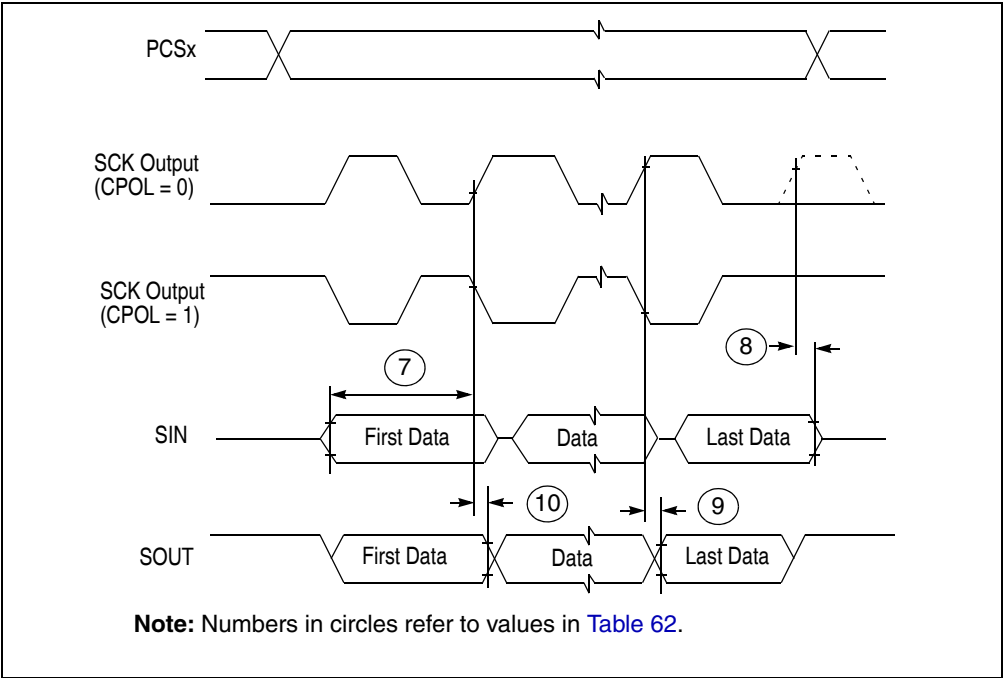 PCSx
SCK Output
(CPOL = 0)
SCK Output
(CPOL = 1)
8
7
SIN
First Data
Data
Last Data
10
9
SOUT
First Data
Data
Last Data
Note: Numbers in circles refer to values in Table 62.